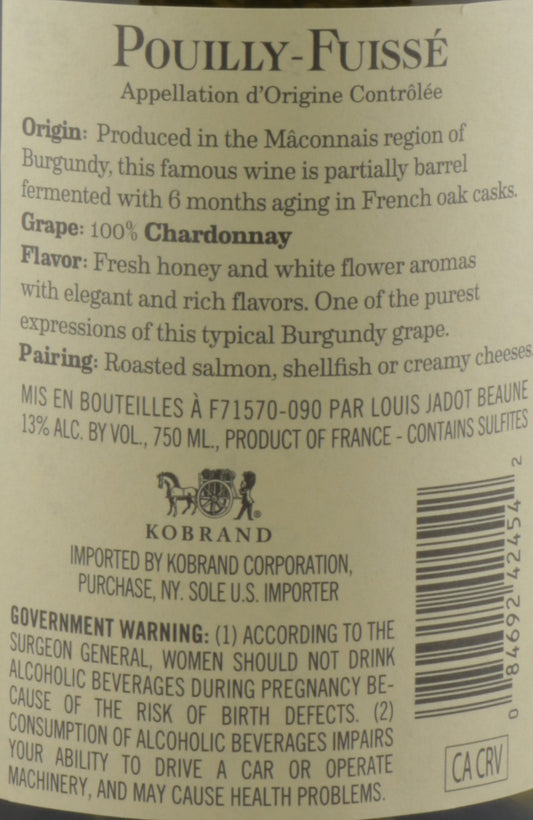 POUILLY-FUISSÉ
Appellation d'Origine Contrôlée
Origin: Produced in the Mâconnais region of
Burgundy, this famous wine is partially barrel
fermented with 6 months aging in French oak casks.
Grape: 100% Chardonnay
Flavor: Fresh honey and white flower aromas
with elegant and rich flavors. One of the purest
expressions of this typical Burgundy grape.
Pairing: Roasted salmon, shellfish or creamy cheeses.
MIS EN BOUTEILLES À F71570-090 PAR LOUIS JADOT BEAUNE
13% ALC. BY VOL., 750 ML., PRODUCT OF FRANCE - CONTAINS SULFITES
KOBRAND
IMPORTED BY KOBRAND CORPORATION,
PURCHASE, NY. SOLE U.S. IMPORTER
GOVERNMENT WARNING: (1) ACCORDING TO THE
SURGEON GENERAL, WOMEN SHOULD NOT DRINK
ALCOHOLIC BEVERAGES DURING PREGNANCY BE-
CAUSE OF THE RISK OF BIRTH DEFECTS. (2)
CONSUMPTION OF ALCOHOLIC BEVERAGES IMPAIRS
YOUR ABILITY TO DRIVE A CAR OR OPERATE
MACHINERY, AND MAY CAUSE HEALTH PROBLEMS.
0 84692 42454 2
CA CRV